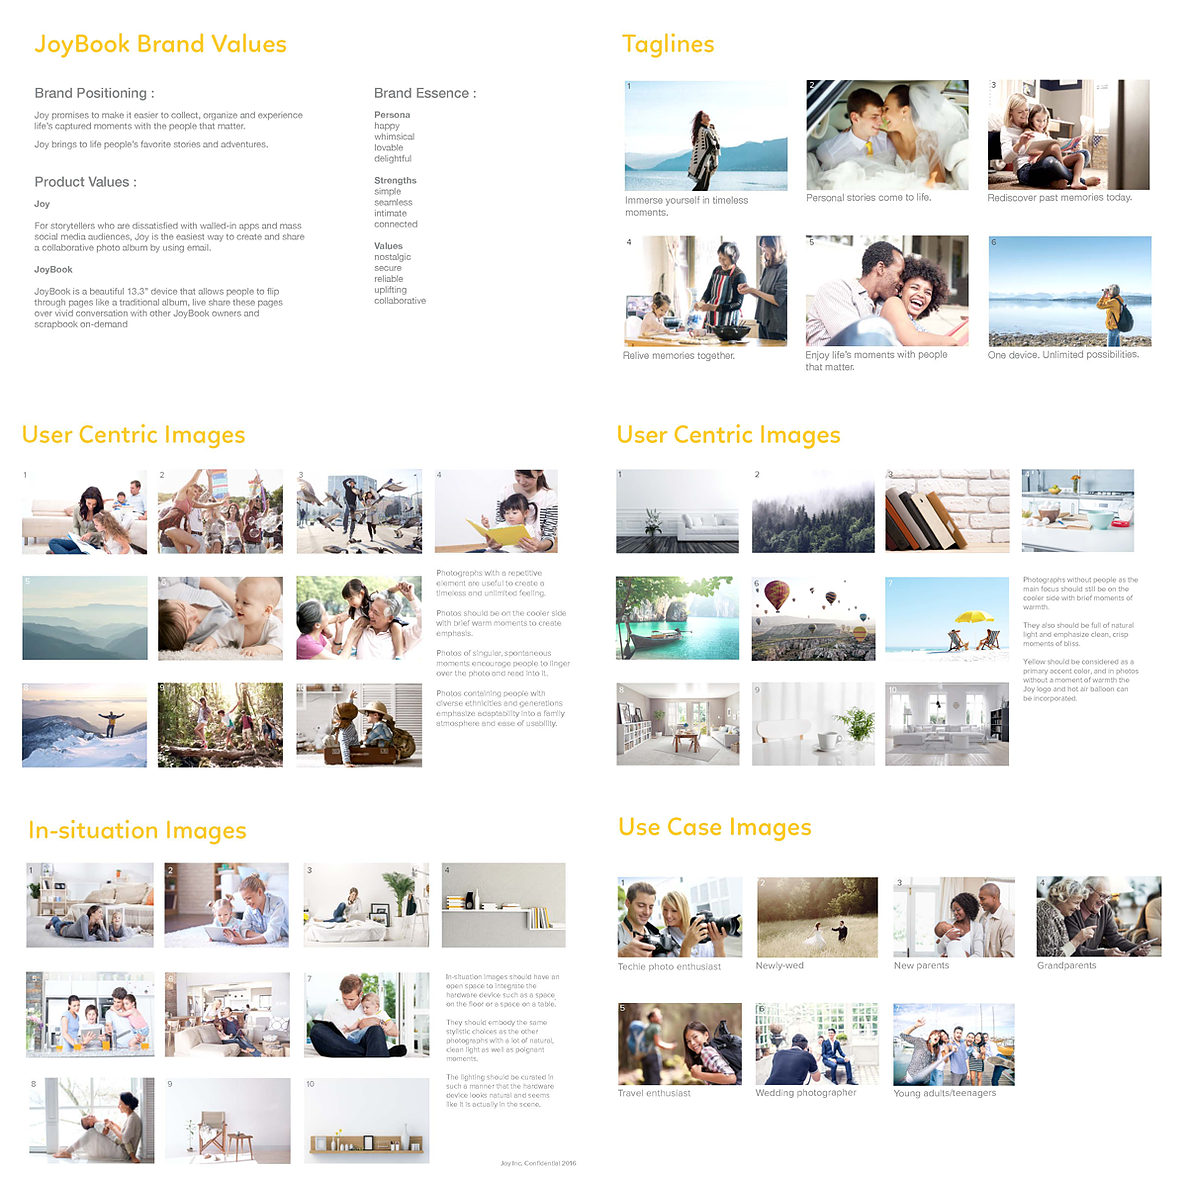 JoyBook Brand Values
Brand Positioning :
Joy promises to make it easier to collect, organize and experience
life's captured moments with the people that matter.
Joy brings to life people's favorite stories and adventures.
Product Values :
Joy
For storytellers who are dissatisfied with walled-in apps and mass
social media audiences, Joy is the easiest way to create and share
a collaborative photo album by using email.
JoyBook
JoyBook is a beautiful 13.3" device that allows people to flip
through pages like a traditional album, live share these pages
over vivid conversation with other JoyBook owners and
scrapbook on-demand
Brand Essence :
Persona
happy
whimsical
lovable
delightful
Strengths
simple
seamless
intimate
connected
Values
nostalgic
secure
reliable
uplifting
collaborative
Taglines
1
Immerse yourself in timeless
moments.
2
Personal stories come to life.
3
Rediscover past memories today.
4
Relive memories together.
5
Enjoy life's moments with people
that matter.
6
One device. Unlimited possibilities.
User Centric Images
1
2
3
4
5
6
7
8
9
10
Photographs with a repetitive
element are useful to create a
timeless and unlimited feeling.
Photos should be on the cooler side
with brief warm moments to create
emphasis.
Photos of singular, spontaneous
moments encourage people to linger
over the photo and read into it.
Photos containing people with
diverse ethnicities and generations
emphasize adaptability into a family
atmosphere and ease of usability.
User Centric Images
1
2
3
4
5
6
7
8
9
10
Photographs without people as the
main focus should still be on the
cooler side with brief moments of
warmth.
They also should be full of natural
light and emphasize clean, crisp
moments of bliss.
Yellow should be considered as a
primary accent color, and in photos
without a moment of warmth the
Joy logo and hot air balloon can
be incorporated.
In-situation Images
1
2
3
4
5
6
7
8
9
10
In-situation images should have an
open space to integrate the
hardware device such as a space
on the floor or a space on a table.
They should embody the same
stylistic choices as the other
photographs with a lot of natural,
clean light as well as poignant
moments.
The lighting should be curated in
such a manner that the hardware
device looks natural and seems
like it is actually in the scene.
Joy Inc. Confidential 2016
Use Case Images
1
Techie photo enthusiast
2
Newly-wed
3
New parents
4
Grandparents
5
Travel enthusiast
6
Wedding photographer
7
Young adults/teenagers